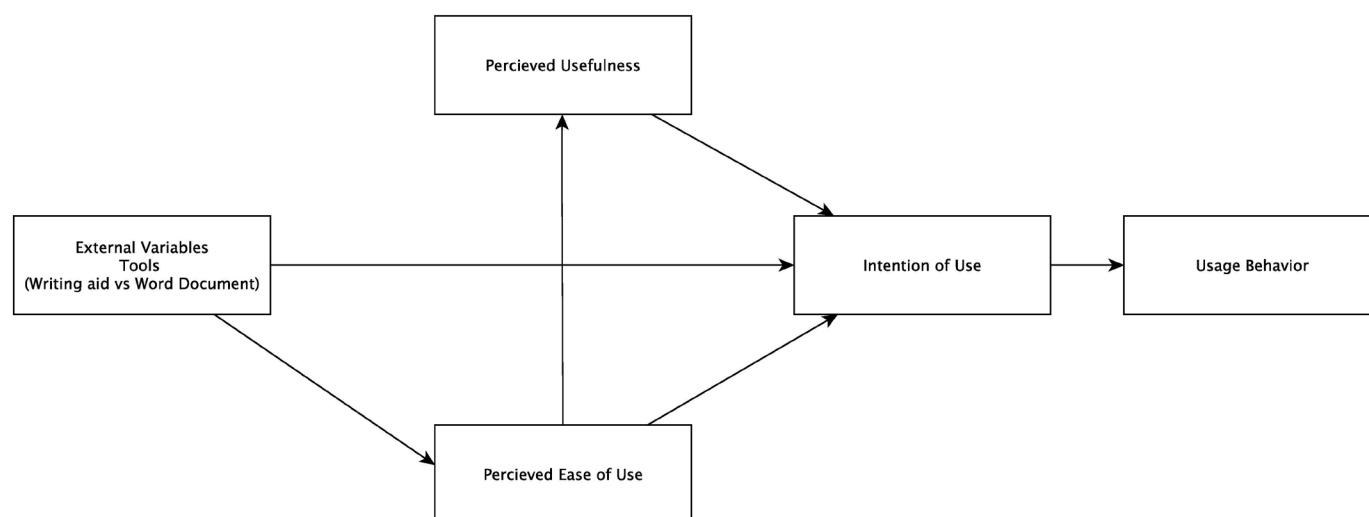 Percieved Usefulness
External Variables
Tools
(Writing aid vs Word Document)
Intention of Use
Usage Behavior
Percieved Ease of Use